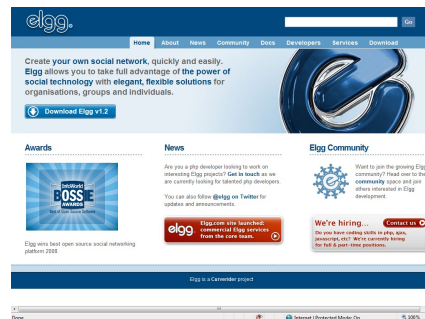 elgg.
Go
Home About News Community Docs Developers Services Download
Create your own social network, quickly and easily.
Elgg allows you to take full advantage of the power of
social technology with elegant, flexible solutions for
organisations, groups and individuals.
Download Elgg v1.2
Awards
InfoWorld
BOSSIE
AWARDS
Best of Open Source Software
Elgg wins best open source social networking
platform 2008.
News
Are you a php developer looking to work on
interesting Elgg projects? Get in touch as we
are currently looking for talented php developers.
You can also follow @elgg on Twitter for
updates and announcements.
elgg
Elgg.com site launched:
commercial Elgg services
from the core team.
Elgg Community
Want to join the growing Elgg
community? Head over to the
community space and join
others interested in Elgg
development.
We're hiring...
Contact us
Do you have coding skills in php, ajax,
javascript, etc? We're currently hiring
for full & part-time positions.
Elgg is a Curverider project
Done
Internet | Protected Mode: On
100%